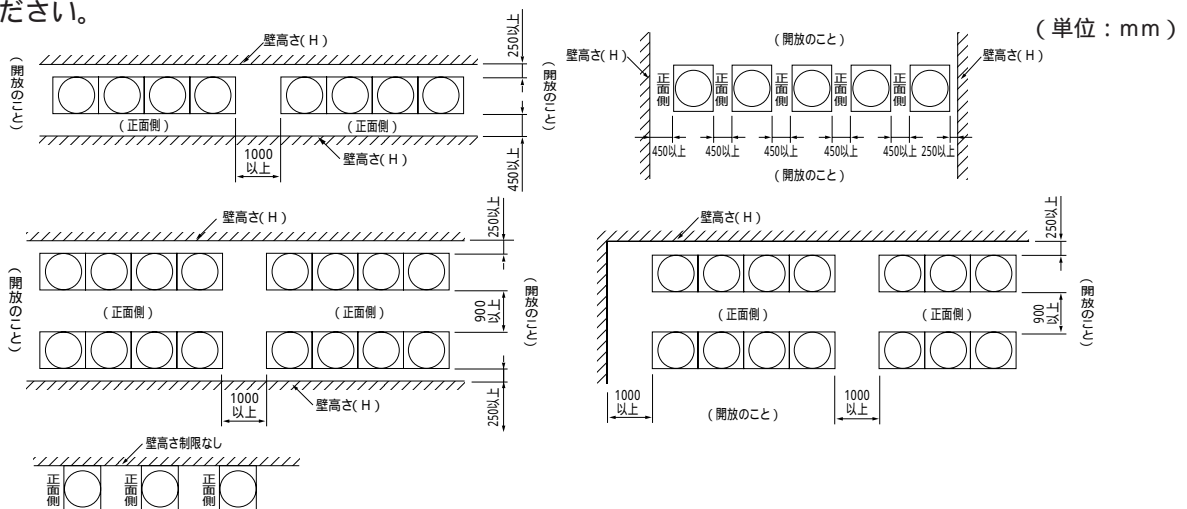 ださい。
(単位：mm)
壁高さ(H)
250以上
(開放のこと)
(開放のこと)
(正面側)
(正面側)
1000
以上
壁高さ(H)
450以上
(開放のこと)
壁高さ(H)
壁高さ(H)
正面側
正面側
正面側
正面側
正面側
450以上
450以上
450以上
450以上
450以上
250以上
(開放のこと)
壁高さ(H)
250以上
(開放のこと)
(開放のこと)
(正面側)
(正面側)
900
以上
1000
以上
壁高さ(H)
250以上
壁高さ(H)
250以上
(正面側)
(正面側)
900
以上
(開放のこと)
1000
以上
(開放のこと)
1000
以上
壁高さ制限なし
正面側
正面側
正面側